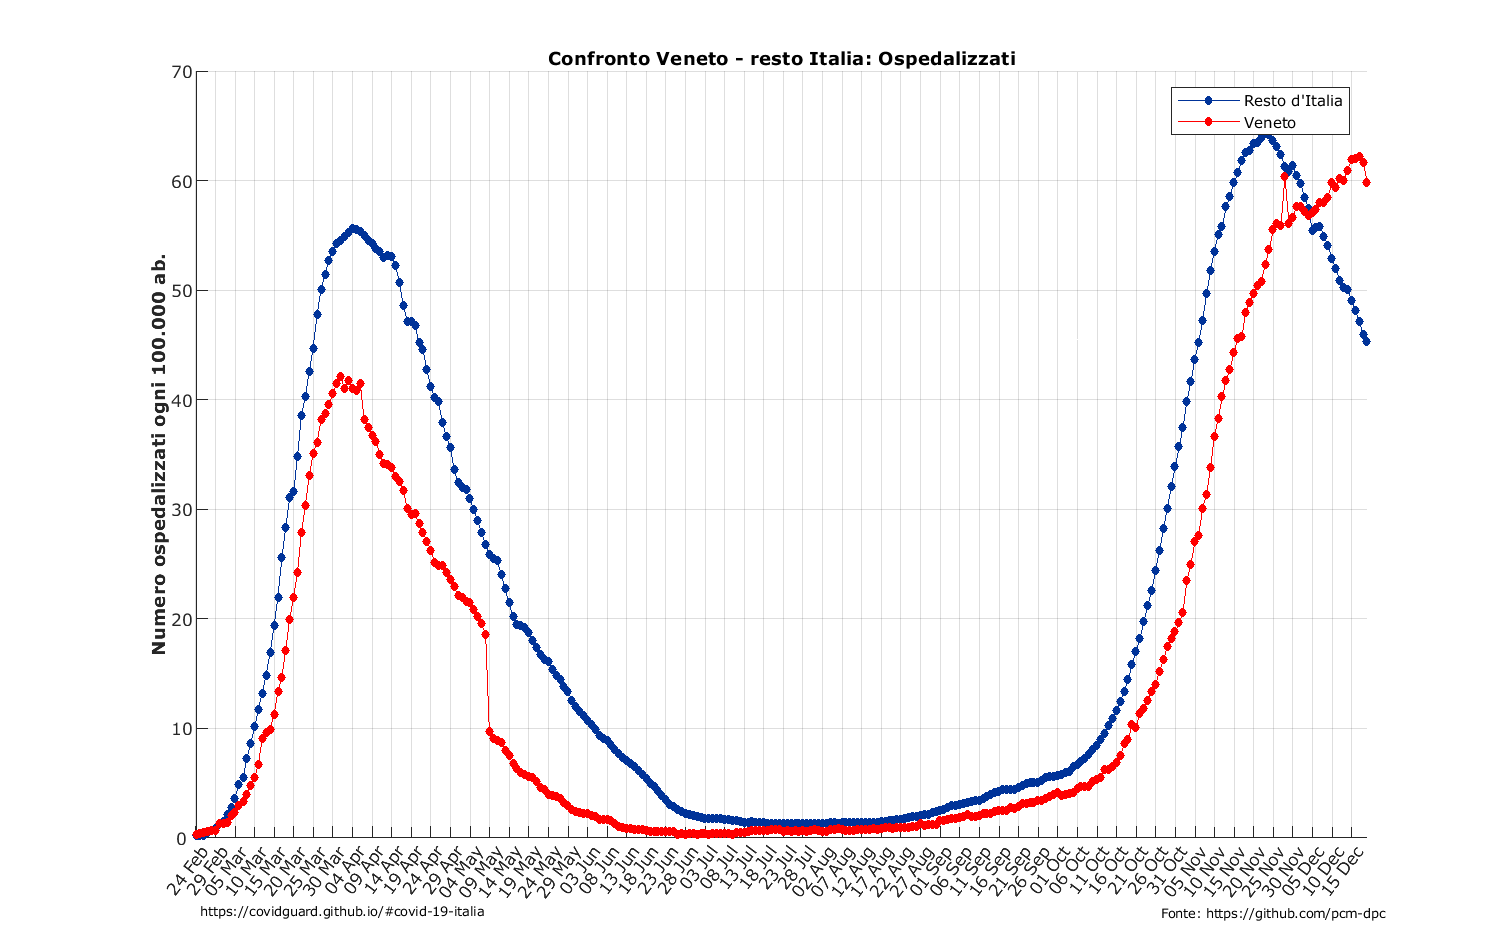 Confronto Veneto - resto Italia: Ospedalizzati
Resto d'Italia
Veneto
Numero ospedalizzati ogni 100.000 ab.
70
60
50
40
30
20
10
0
24 Feb
29 Feb
05 Mar
10 Mar
15 Mar
20 Mar
25 Mar
30 Mar
04 Apr
09 Apr
14 Apr
19 Apr
24 Apr
29 Apr
04 May
09 May
14 May
19 May
24 May
29 May
03 Jun
08 Jun
13 Jun
18 Jun
23 Jun
28 Jun
03 Jul
08 Jul
13 Jul
18 Jul
23 Jul
28 Jul
02 Aug
07 Aug
12 Aug
17 Aug
22 Aug
27 Aug
01 Sep
06 Sep
11 Sep
16 Sep
21 Sep
26 Sep
01 Oct
06 Oct
11 Oct
16 Oct
21 Oct
26 Oct
31 Oct
05 Nov
10 Nov
15 Nov
20 Nov
25 Nov
30 Nov
05 Dec
10 Dec
15 Dec
https://covidguard.github.io/#covid-19-italia
Fonte: https://github.com/pcm-dpc